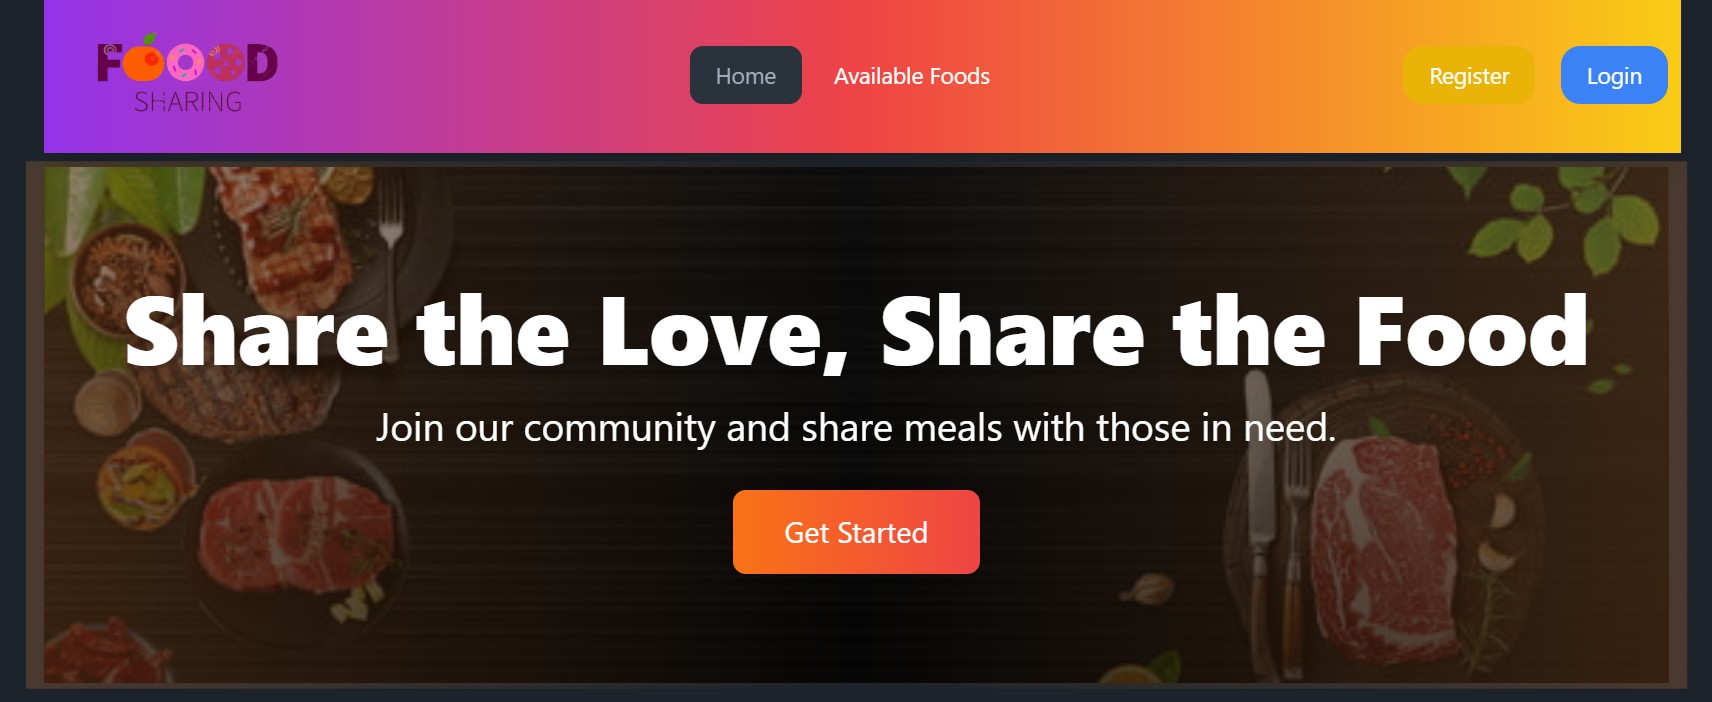 FOOOD
SHARING
Home
Available Foods
Register
Login
Share the Love, Share the Food
Join our community and share meals with those in need.
Get Started